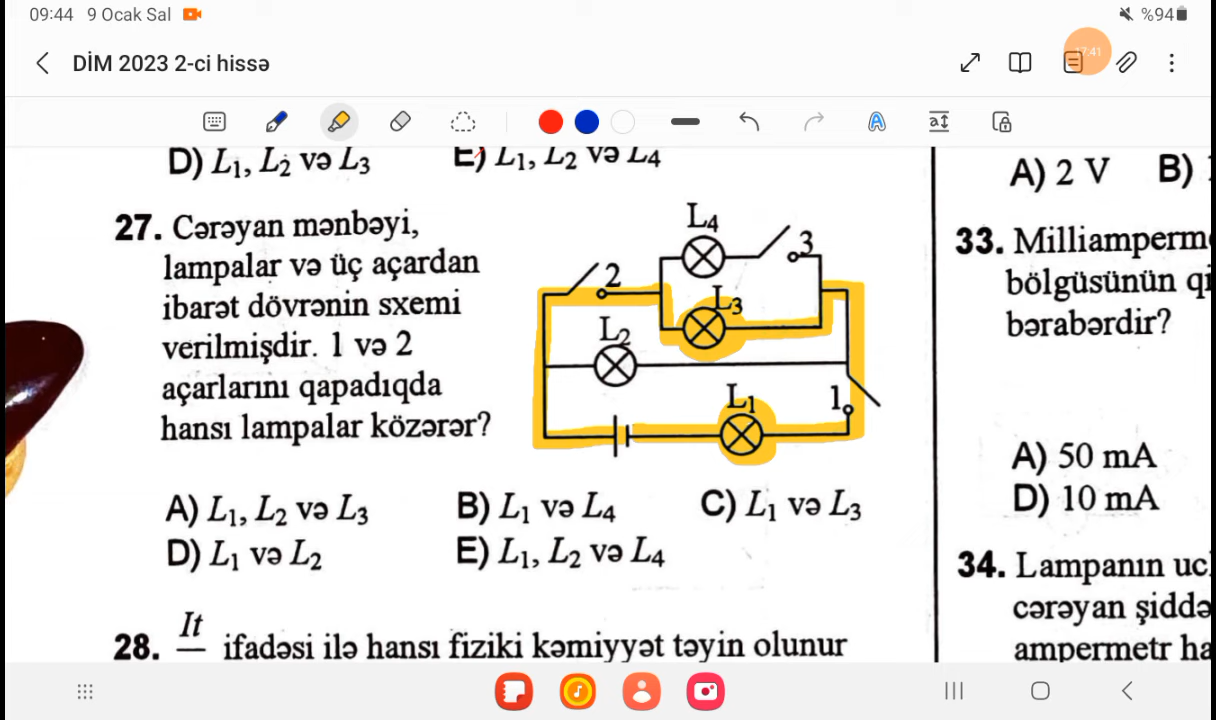 09:44 9 Ocak Sal
%94
DİM 2023 2-ci hissə
17:41
D) L₁, L₂ və L₃ E) L₁, L₂ və L₄
27. Cərəyan mənbəyi,
lampalar və üç açardan
ibarət dövrənin sxemi
verilmişdir. 1 və 2
açarlarını qapadıqda
hansı lampalar közərər?
L₄
3
2
L₃
L₂
L₁
1
A) L₁, L₂ və L₃ B) L₁ və L₄ C) L₁ və L₃
D) L₁ və L₂ E) L₁, L₂ və L₄
28. It ifadəsi ilə hansı fiziki kəmiyyət təyin olunur
A) 2 V B)
33. Milliamperm
bölgüsünün qi
bərabərdir?
A) 50 mA
D) 10 mA
34. Lampanın uc
cərəyan şiddə
ampermetr ha